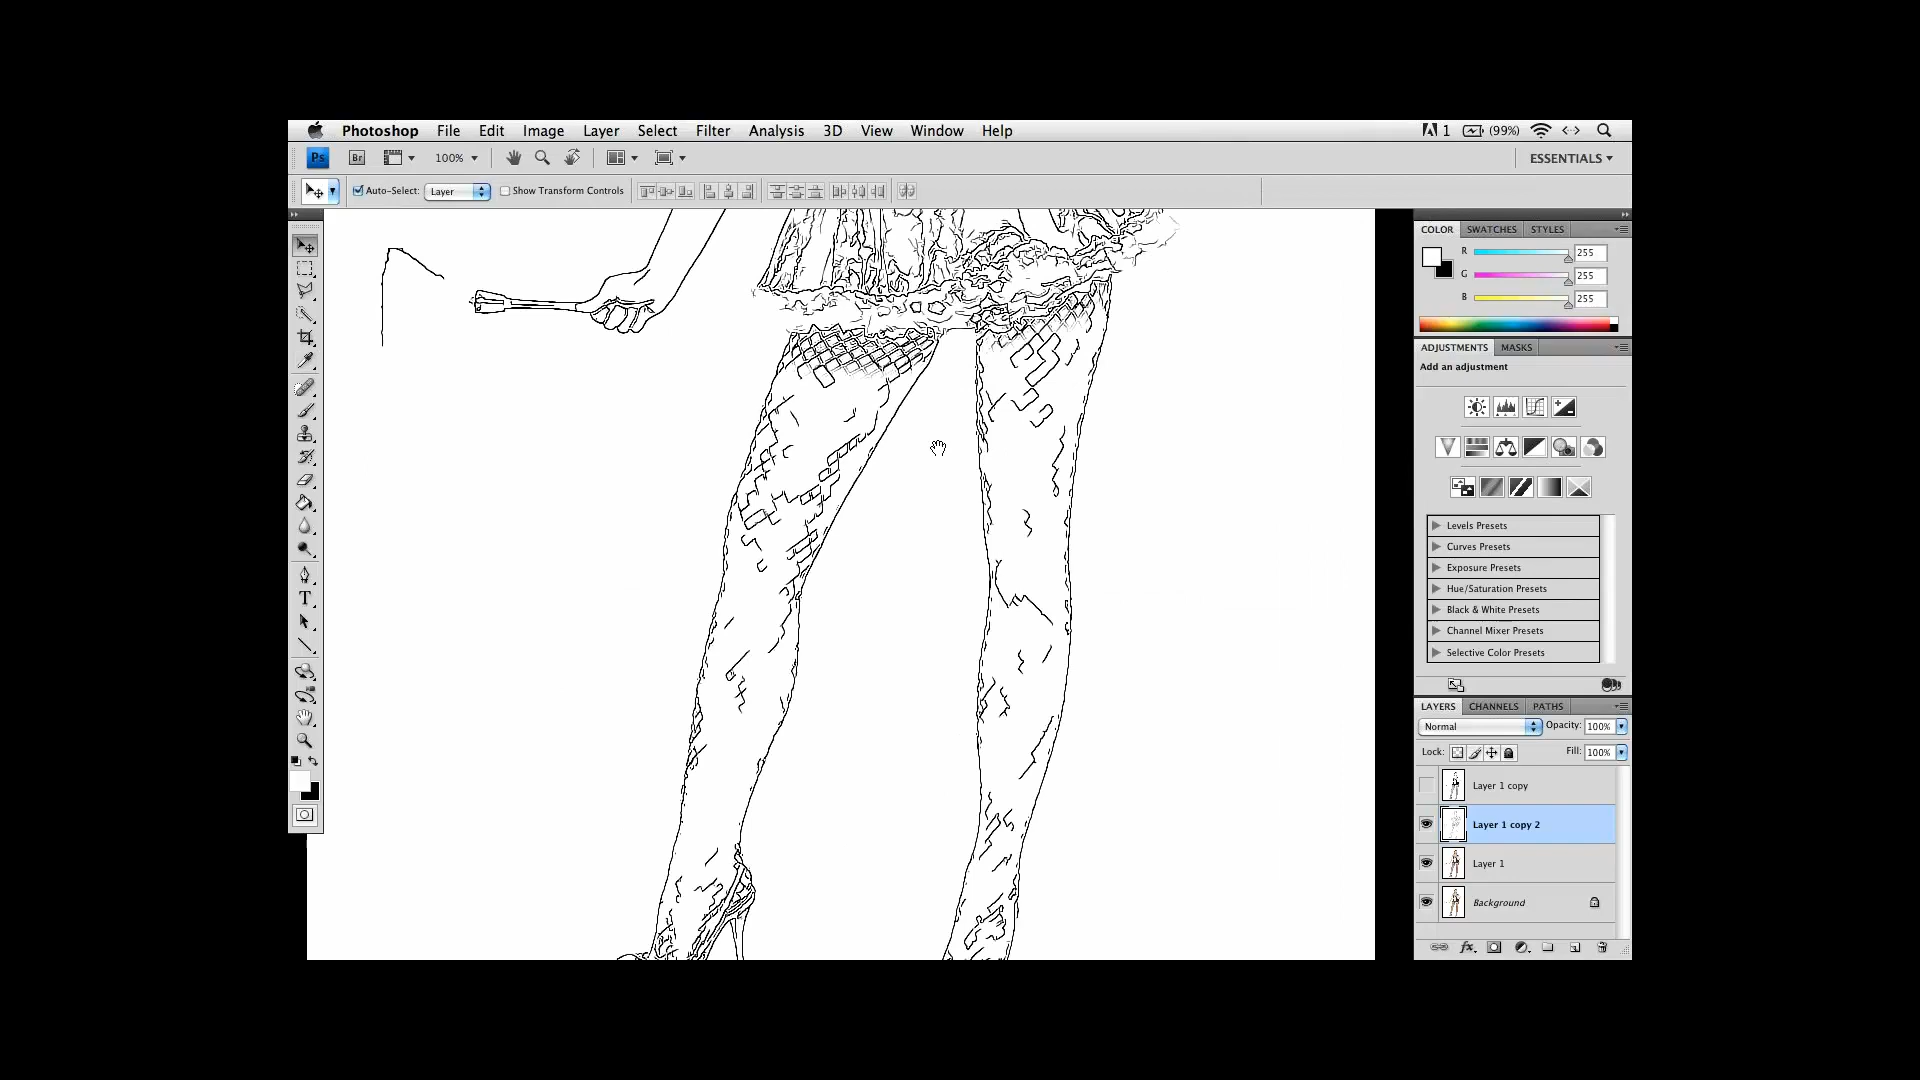 Photoshop File Edit Image Layer Select Filter Analysis 3D View Window Help 1 (99%)
Ps Br 100% ESSENTIALS
Auto-Select: Layer Show Transform Controls
COLOR SWATCHES STYLES
R 255
G 255
B 255
ADJUSTMENTS MASKS
Add an adjustment
Levels Presets
Curves Presets
Exposure Presets
Hue/Saturation Presets
Black & White Presets
Channel Mixer Presets
Selective Color Presets
LAYERS CHANNELS PATHS
Normal Opacity: 100%
Lock: Fill: 100%
Layer 1 copy
Layer 1 copy 2
Layer 1
Background
fx
T